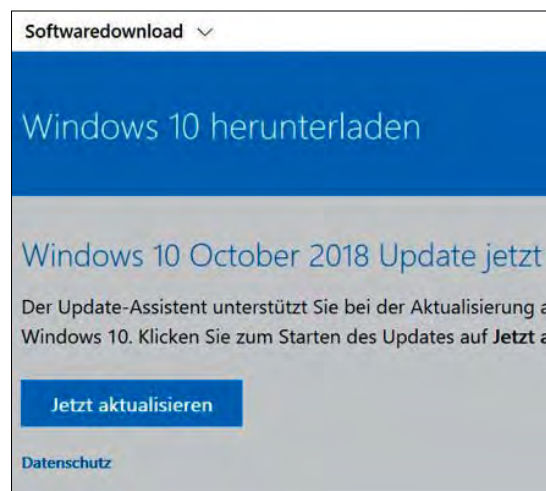 Softwaredownload
Windows 10 herunterladen
Windows 10 October 2018 Update jetzt
Der Update-Assistent unterstützt Sie bei der Aktualisierung a
Windows 10. Klicken Sie zum Starten des Updates auf Jetzt a
Jetzt aktualisieren
Datenschutz